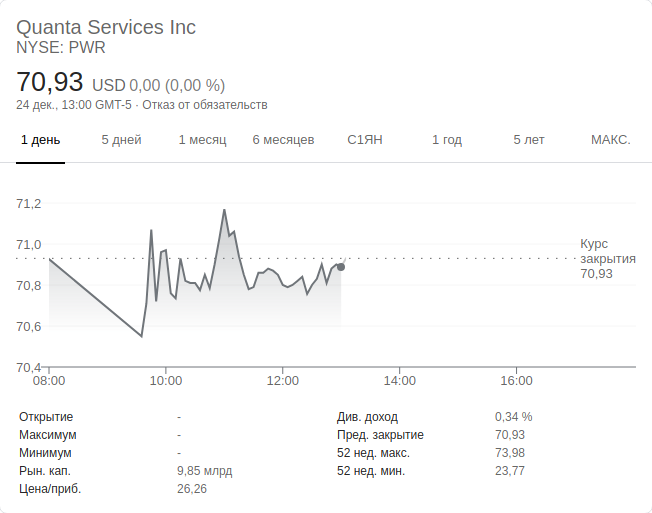 Quanta Services Inc
NYSE: PWR
70,93 USD 0,00 (0,00 %)
24 дек., 13:00 GMT-5 · Отказ от обязательств
1 день 5 дней 1 месяц 6 месяцев С1ЯН 1 год 5 лет МАКС.
71,2
71,0
70,8
70,6
70,4
Курс
закрытия
70,93
08:00 10:00 12:00 14:00 16:00
Открытие - Див. доход 0,34 %
Максимум - Пред. закрытие 70,93
Минимум - 52 нед. макс. 73,98
Рын. кап. 9,85 млрд 52 нед. мин. 23,77
Цена/приб. 26,26